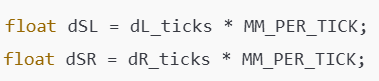 float dSL = dL_ticks * MM_PER_TICK;
float dSR = dR_ticks * MM_PER_TICK;